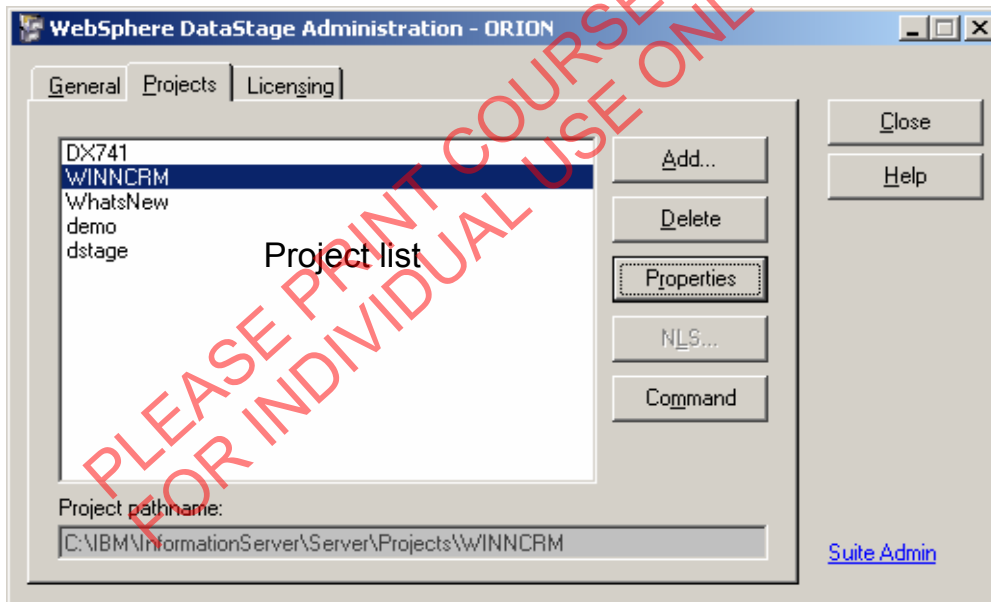 WebSphere DataStage Administration - ORION
General
Projects
Licensing
DX741
WINNCRM
WhatsNew
demo
dstage
Project list
Add...
Delete
Properties
NLS...
Command
Close
Help
Project pathname:
C:\IBM\InformationServer\Server\Projects\WINNCRM
Suite Admin
PLEASE PRINT COURSE
FOR INDIVIDUAL USE ONL